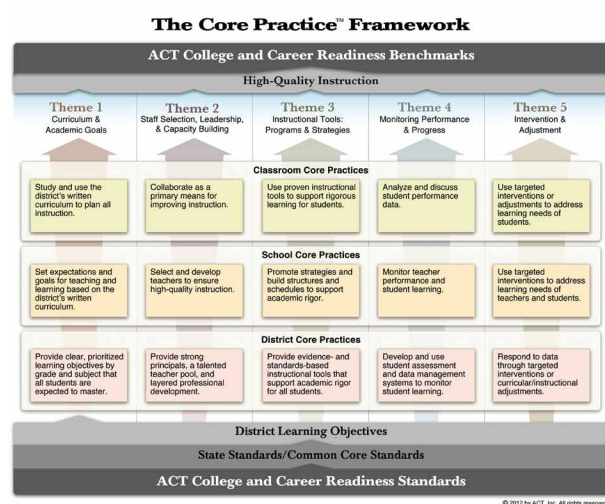 The Core Practice™ Framework
ACT College and Career Readiness Benchmarks
High-Quality Instruction
Theme 1
Curriculum &
Academic Goals
Theme 2
Staff Selection, Leadership,
& Capacity Building
Theme 3
Instructional Tools:
Programs & Strategies
Theme 4
Monitoring Performance
& Progress
Theme 5
Intervention &
Adjustment
Classroom Core Practices
Study and use the
district's written
curriculum to plan all
instruction.
Collaborate as a
primary means for
improving instruction.
Use proven instructional
tools to support rigorous
learning for students.
Analyze and discuss
student performance
data.
Use targeted
interventions or
adjustments to address
learning needs of
students.
School Core Practices
Set expectations and
goals for teaching and
learning based on the
district's written
curriculum.
Select and develop
teachers to ensure
high-quality instruction.
Promote strategies and
build structures and
schedules to support
academic rigor.
Monitor teacher
performance and
student learning.
Use targeted
interventions to address
learning needs of
teachers and students.
District Core Practices
Provide clear, prioritized
learning objectives by
grade and subject that
all students are
expected to master.
Provide strong
principals, a talented
teacher pool, and
layered professional
development.
Provide evidence- and
standards-based
instructional tools that
support academic rigor
for all students.
Develop and use
student assessment
and data management
systems to monitor
student learning.
Respond to data
through targeted
interventions or
curricular/instructional
adjustments.
District Learning Objectives
State Standards/Common Core Standards
ACT College and Career Readiness Standards
© 2012 by ACT, Inc. All rights reserved